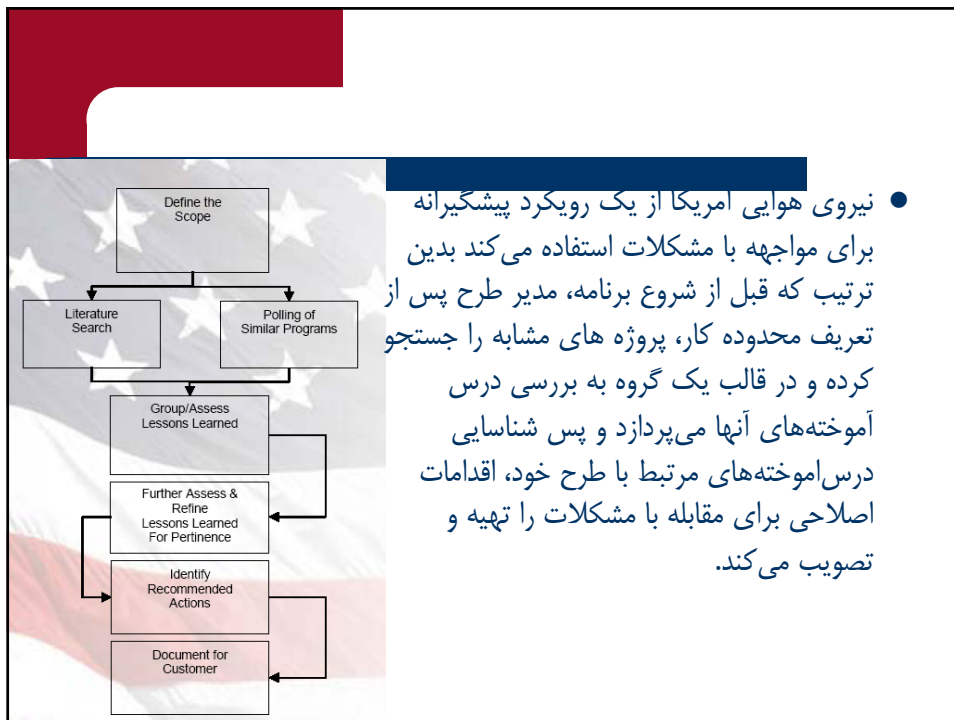 Define the
Scope
Literature
Search
Polling of
Similar Programs
Group/Assess
Lessons Learned
Further Assess &
Refine
Lessons Learned
For Pertinence
Identify
Recommended
Actions
Document for
Customer
● نیروی هوایی آمریکا از یک رویکرد پیشگیرانه
برای مواجهه با مشکلات استفاده می‌کند بدین
ترتیب که قبل از شروع برنامه، مدیر طرح پس از
تعریف محدوده کار، پروژه های مشابه را جستجو
کرده و در قالب یک گروه به بررسی درس
آموخته‌های آنها می‌پردازد و پس شناسایی
درس‌اموخته‌های مرتبط با طرح خود، اقدامات
اصلاحی برای مقابله با مشکلات را تهیه و
تصویب می‌کند.